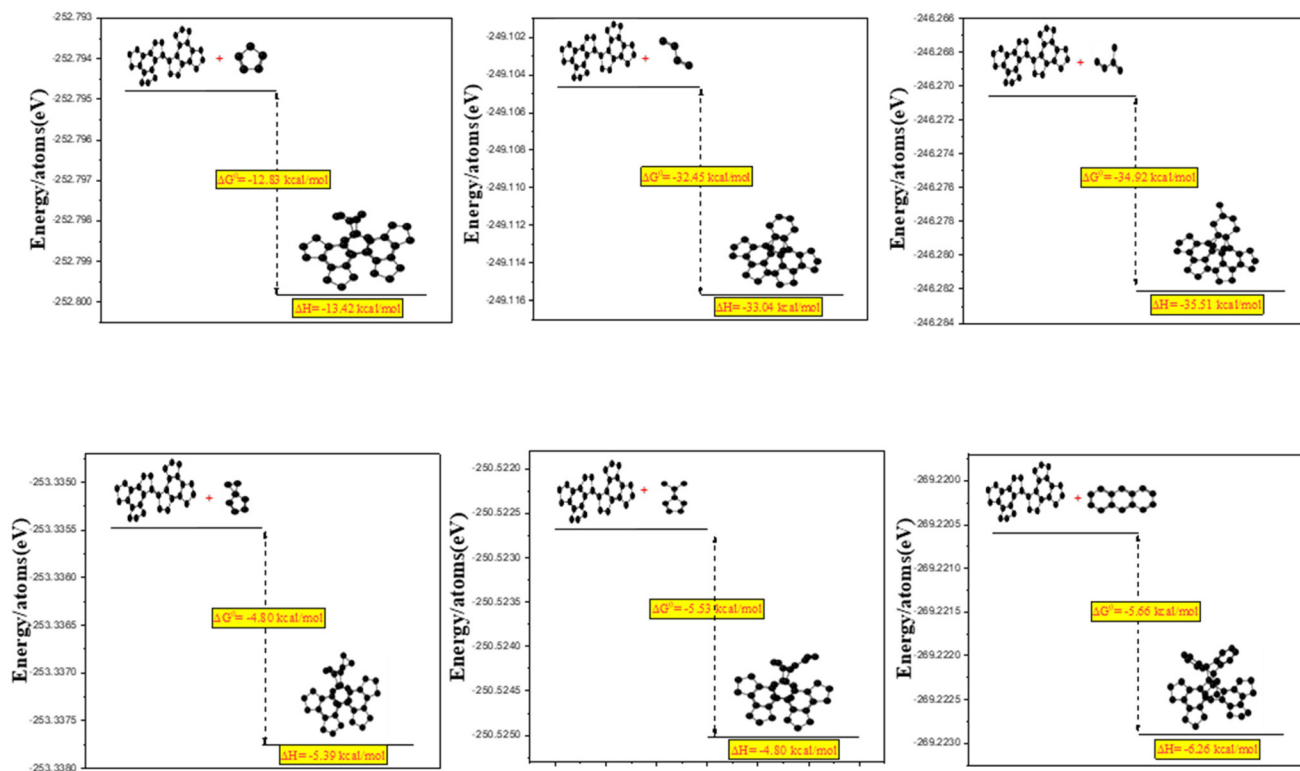 -252.793
-252.794
-252.795
-252.796
-252.797
-252.798
-252.799
-252.800
Energy/atoms(eV)
+
ΔG⁰= -12.83 kcal/mol
ΔH= -13.42 kcal/mol
-249.102
-249.104
-249.106
-249.108
-249.110
-249.112
-249.114
-249.116
Energy/atoms(eV)
+
ΔG⁰= -32.45 kcal/mol
ΔH= -33.04 kcal/mol
-246.266
-246.268
-246.270
-246.272
-246.274
-246.276
-246.278
-246.280
-246.282
-246.284
Energy/atoms(eV)
+
ΔG⁰= -34.92 kcal/mol
ΔH= -35.51 kcal/mol
-253.3350
-253.3355
-253.3360
-253.3365
-253.3370
-253.3375
-253.3380
Energy/atoms(eV)
+
ΔG⁰= -4.80 kcal/mol
ΔH= -5.39 kcal/mol
-250.5220
-250.5225
-250.5230
-250.5235
-250.5240
-250.5245
-250.5250
Energy/atoms(eV)
+
ΔG⁰= -5.53 kcal/mol
ΔH= -4.80 kcal/mol
-269.2200
-269.2205
-269.2210
-269.2215
-269.2220
-269.2225
-269.2230
Energy/atoms(eV)
+
ΔG⁰= -5.66 kcal/mol
ΔH= -6.26 kcal/mol